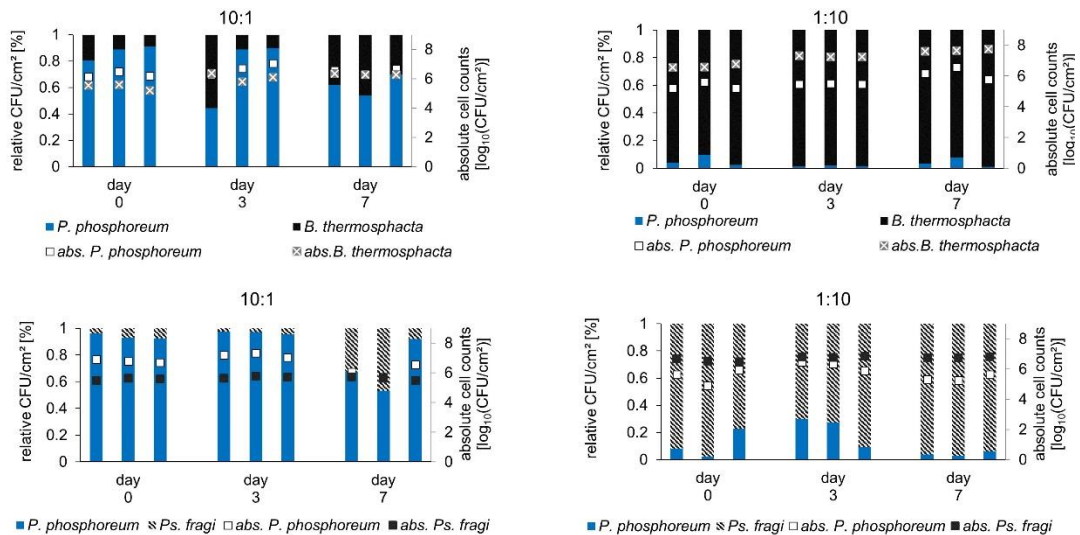 10:1
relative CFU/cm² [%]
1
0.8
0.6
0.4
0.2
0
8
6
4
2
0
absolute cell counts
[log10(CFU/cm²)]
day
0
day
3
day
7
P. phosphoreum
B. thermosphacta
abs. P. phosphoreum
abs.B. thermosphacta
1:10
relative CFU/cm² [%]
1
0.8
0.6
0.4
0.2
0
8
6
4
2
0
absolute cell counts
[log10(CFU/cm²)]
day
0
day
3
day
7
P. phosphoreum
B. thermosphacta
abs. P. phosphoreum
abs.B. thermosphacta
10:1
relative CFU/cm² [%]
1
0.8
0.6
0.4
0.2
0
8
6
4
2
0
absolute cell counts
[log10(CFU/cm²)]
day
0
day
3
day
7
P. phosphoreum Ps. fragi abs. P. phosphoreum abs. Ps. fragi
1:10
relative CFU/cm² [%]
1
0.8
0.6
0.4
0.2
0
8
6
4
2
0
absolute cell counts
[log10(CFU/cm²)]
day
0
day
3
day
7
P. phosphoreum Ps. fragi abs. P. phosphoreum abs. Ps. fragi